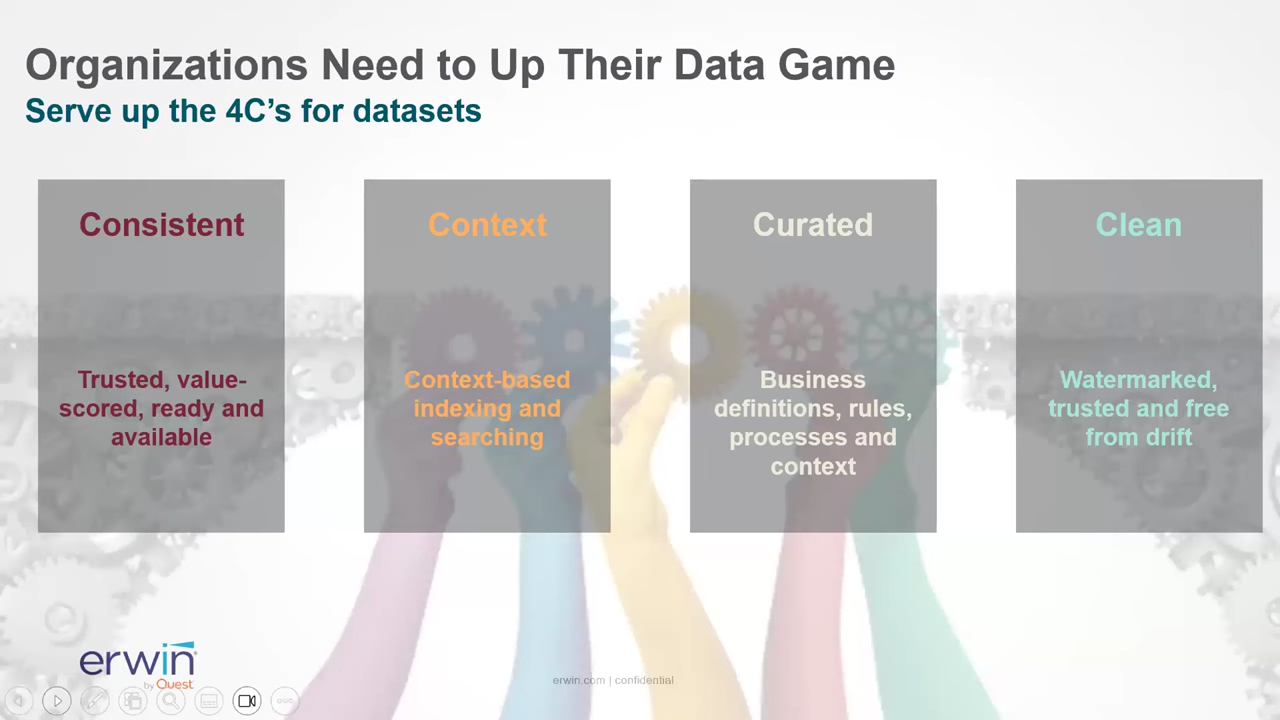 Organizations Need to Up Their Data Game
Serve up the 4C’s for datasets
Consistent
Trusted, value-
scored, ready and
available
Context
Context-based
indexing and
searching
Curated
Business
definitions, rules,
processes and
context
Clean
Watermarked,
trusted and free
from drift
erwin®
by Quest
erwin.com | confidential